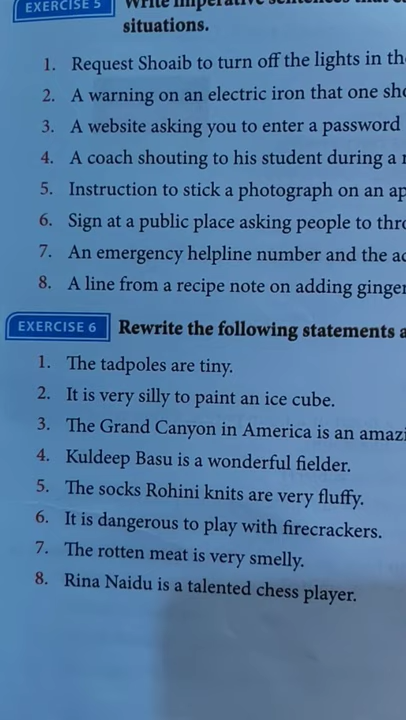 EXERCISE 5 Write imperative sentences that
situations.
1. Request Shoaib to turn off the lights in
2. A warning on an electric iron that one
3. A website asking you to enter a password
4. A coach shouting to his student during a
5. Instruction to stick a photograph on an
6. Sign at a public place asking people to
7. An emergency helpline number and the
8. A line from a recipe note on adding ginger
EXERCISE 6 Rewrite the following statements
1. The tadpoles are tiny.
2. It is very silly to paint an ice cube.
3. The Grand Canyon in America is an
4. Kuldeep Basu is a wonderful fielder.
5. The socks Rohini knits are very fluffy.
6. It is dangerous to play with firecrackers.
7. The rotten meat is very smelly.
8. Rina Naidu is a talented chess player.